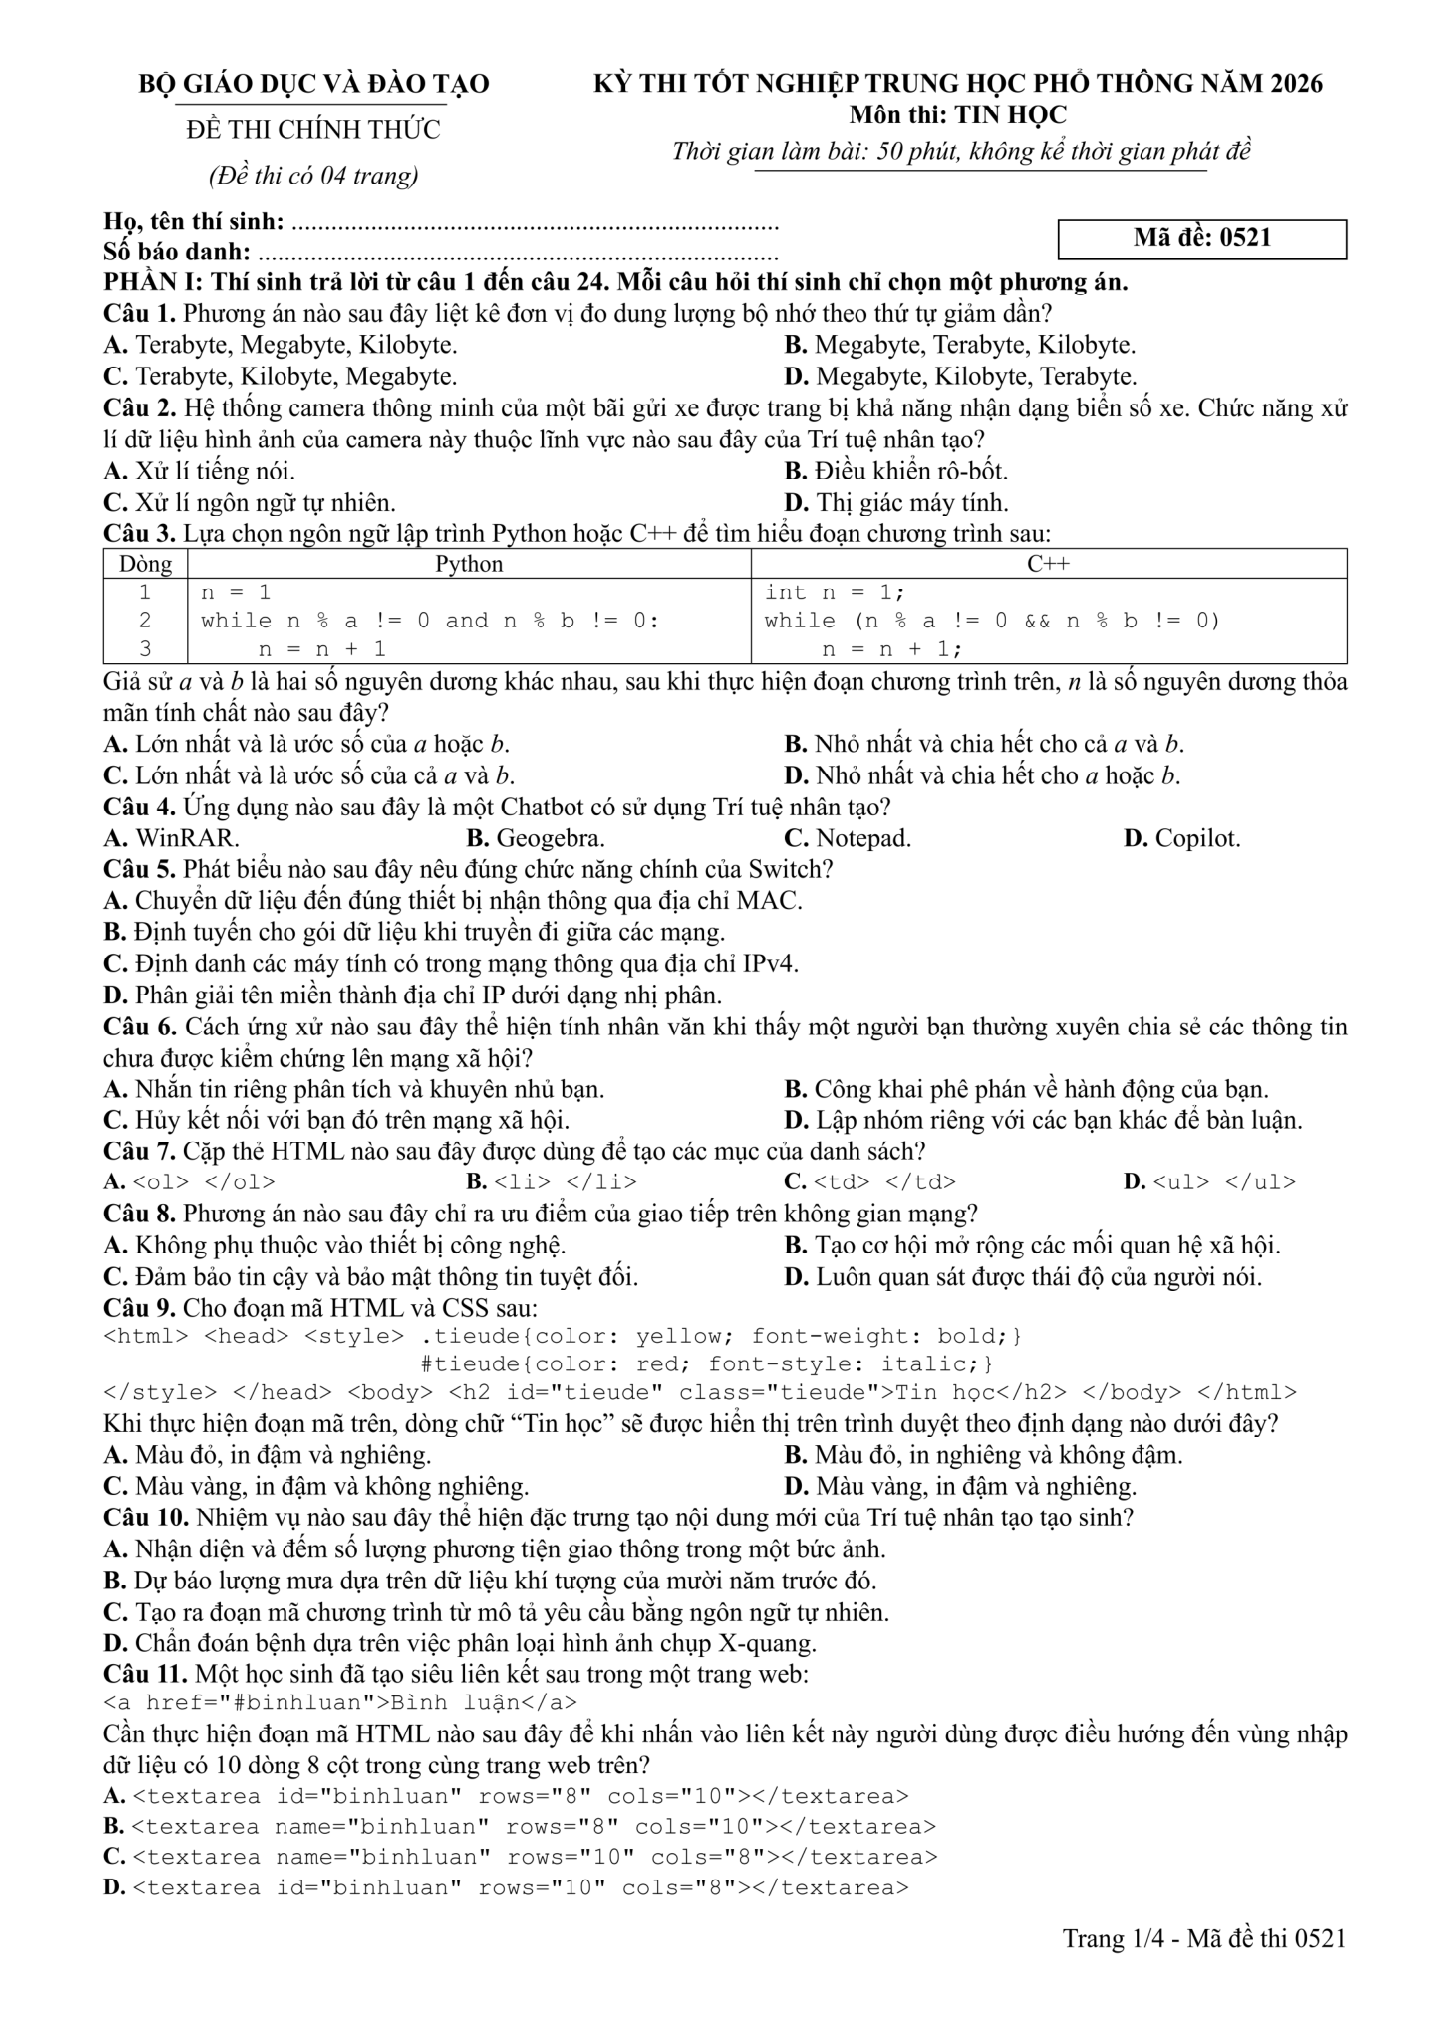 BỘ GIÁO DỤC VÀ ĐÀO TẠO
ĐỀ THI CHÍNH THỨC
(Đề thi có 04 trang)
KỲ THI TỐT NGHIỆP TRUNG HỌC PHỔ THÔNG NĂM 2026
Môn thi: TIN HỌC
Thời gian làm bài: 50 phút, không kể thời gian phát đề
Họ, tên thí sinh: ..........................................................................
Số báo danh: ...............................................................................
Mã đề: 0521
PHẦN I: Thí sinh trả lời từ câu 1 đến câu 24. Mỗi câu hỏi thí sinh chỉ chọn một phương án.
Câu 1. Phương án nào sau đây liệt kê đơn vị đo dung lượng bộ nhớ theo thứ tự giảm dần?
A. Terabyte, Megabyte, Kilobyte. B. Megabyte, Terabyte, Kilobyte.
C. Terabyte, Kilobyte, Megabyte. D. Megabyte, Kilobyte, Terabyte.
Câu 2. Hệ thống camera thông minh của một bãi gửi xe được trang bị khả năng nhận dạng biển số xe. Chức năng xử
lí dữ liệu hình ảnh của camera này thuộc lĩnh vực nào sau đây của Trí tuệ nhân tạo?
A. Xử lí tiếng nói. B. Điều khiển rô-bốt.
C. Xử lí ngôn ngữ tự nhiên. D. Thị giác máy tính.
Câu 3. Lựa chọn ngôn ngữ lập trình Python hoặc C++ để tìm hiểu đoạn chương trình sau:
Dòng Python C++
1 n = 1 int n = 1;
2 while n % a != 0 and n % b != 0: while (n % a != 0 && n % b != 0)
3 n = n + 1 n = n + 1;
Giả sử a và b là hai số nguyên dương khác nhau, sau khi thực hiện đoạn chương trình trên, n là số nguyên dương thỏa
mãn tính chất nào sau đây?
A. Lớn nhất và là ước số của a hoặc b. B. Nhỏ nhất và chia hết cho cả a và b.
C. Lớn nhất và là ước số của cả a và b. D. Nhỏ nhất và chia hết cho a hoặc b.
Câu 4. Ứng dụng nào sau đây là một Chatbot có sử dụng Trí tuệ nhân tạo?
A. WinRAR. B. Geogebra. C. Notepad. D. Copilot.
Câu 5. Phát biểu nào sau đây nêu đúng chức năng chính của Switch?
A. Chuyển dữ liệu đến đúng thiết bị nhận thông qua địa chỉ MAC.
B. Định tuyến cho gói dữ liệu khi truyền đi giữa các mạng.
C. Định danh các máy tính có trong mạng thông qua địa chỉ IPv4.
D. Phân giải tên miền thành địa chỉ IP dưới dạng nhị phân.
Câu 6. Cách ứng xử nào sau đây thể hiện tính nhân văn khi thấy một người bạn thường xuyên chia sẻ các thông tin
chưa được kiểm chứng lên mạng xã hội?
A. Nhắn tin riêng phân tích và khuyên nhủ bạn. B. Công khai phê phán về hành động của bạn.
C. Hủy kết nối với bạn đó trên mạng xã hội. D. Lập nhóm riêng với các bạn khác để bàn luận.
Câu 7. Cặp thẻ HTML nào sau đây được dùng để tạo các mục của danh sách?
A. <ol> </ol> B. <li> </li> C. <td> </td> D. <ul> </ul>
Câu 8. Phương án nào sau đây chỉ ra ưu điểm của giao tiếp trên không gian mạng?
A. Không phụ thuộc vào thiết bị công nghệ. B. Tạo cơ hội mở rộng các mối quan hệ xã hội.
C. Đảm bảo tin cậy và bảo mật thông tin tuyệt đối. D. Luôn quan sát được thái độ của người nói.
Câu 9. Cho đoạn mã HTML và CSS sau:
<html> <head> <style> .tieude{color: yellow; font-weight: bold;}
#tieude{color: red; font-style: italic;}
</style> </head> <body> <h2 id="tieude" class="tieude">Tin học</h2> </body> </html>
Khi thực hiện đoạn mã trên, dòng chữ “Tin học” sẽ được hiển thị trên trình duyệt theo định dạng nào dưới đây?
A. Màu đỏ, in đậm và nghiêng. B. Màu đỏ, in nghiêng và không đậm.
C. Màu vàng, in đậm và không nghiêng. D. Màu vàng, in đậm và nghiêng.
Câu 10. Nhiệm vụ nào sau đây thể hiện đặc trưng tạo nội dung mới của Trí tuệ nhân tạo tạo sinh?
A. Nhận diện và đếm số lượng phương tiện giao thông trong một bức ảnh.
B. Dự báo lượng mưa dựa trên dữ liệu khí tượng của mười năm trước đó.
C. Tạo ra đoạn mã chương trình từ mô tả yêu cầu bằng ngôn ngữ tự nhiên.
D. Chẩn đoán bệnh dựa trên việc phân loại hình ảnh chụp X-quang.
Câu 11. Một học sinh đã tạo siêu liên kết sau trong một trang web:
<a href="#binhluan">Bình luận</a>
Cần thực hiện đoạn mã HTML nào sau đây để khi nhấn vào liên kết này người dùng được điều hướng đến vùng nhập
dữ liệu có 10 dòng 8 cột trong cùng trang web trên?
A. <textarea id="binhluan" rows="8" cols="10"></textarea>
B. <textarea name="binhluan" rows="8" cols="10"></textarea>
C. <textarea name="binhluan" rows="10" cols="8"></textarea>
D. <textarea id="binhluan" rows="10" cols="8"></textarea>
Trang 1/4 - Mã đề thi 0521